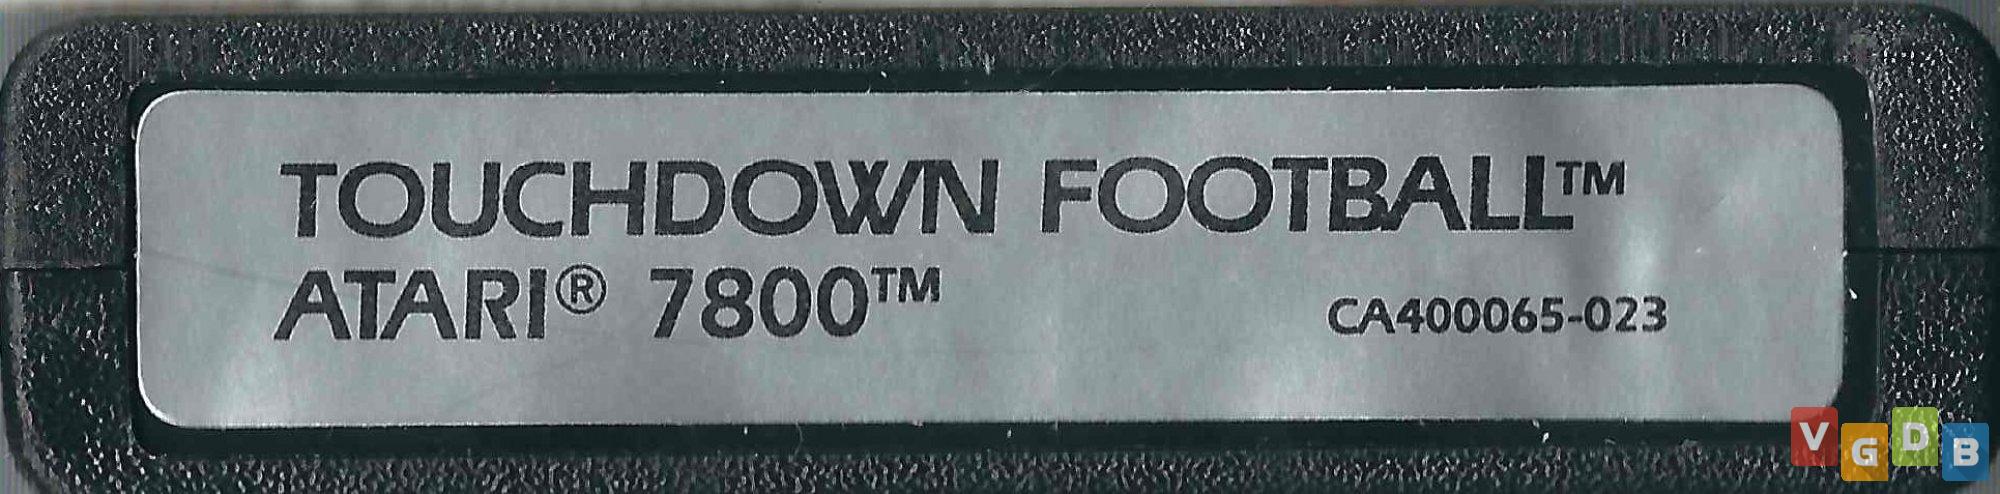 TOUCHDOWN FOOTBALL™
ATARI® 7800™
CA400065-023
VGDB